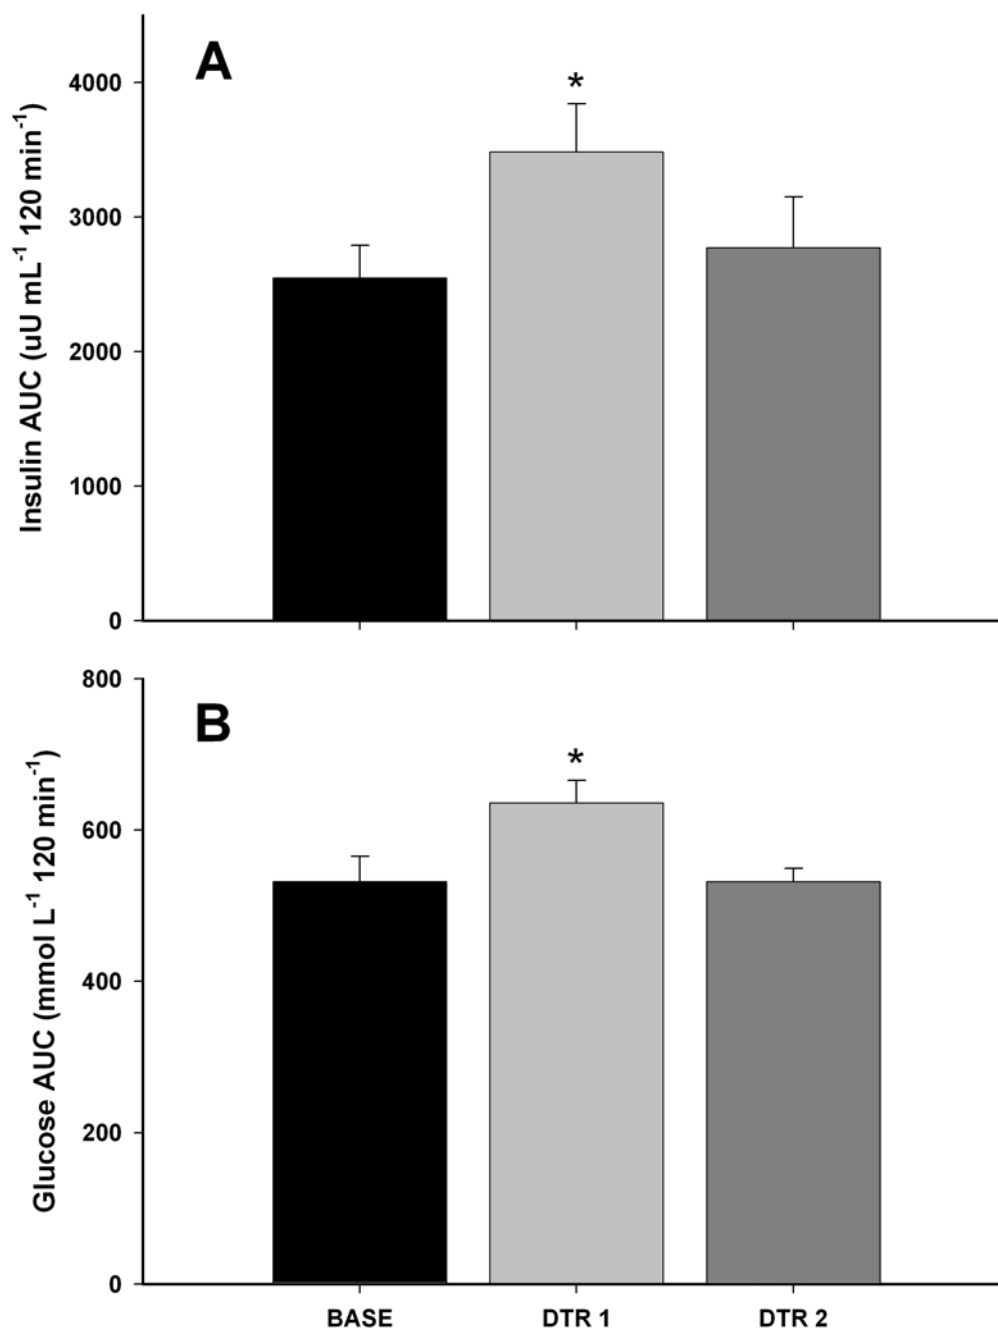 A
*
4000
3000
2000
1000
0
Insulin AUC (uU mL⁻¹ 120 min⁻¹)
B
*
800
600
400
200
0
Glucose AUC (mmol L⁻¹ 120 min⁻¹)
BASE DTR 1 DTR 2